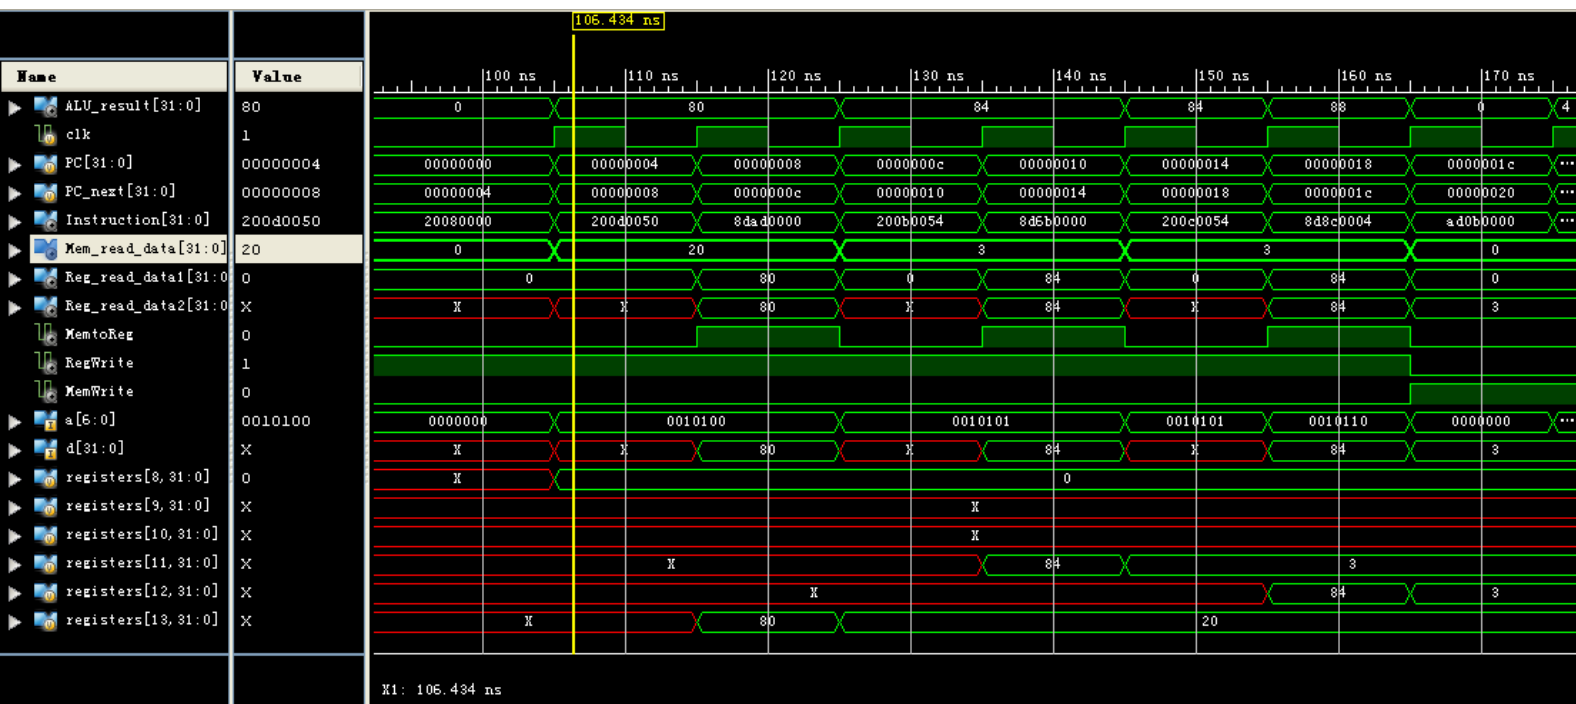 106.434 ns
Name Value 100 ns 110 ns 120 ns 130 ns 140 ns 150 ns 160 ns 170 ns
ALU_result[31:0] 80 0 80 84 84 88 0 4
clk 1
PC[31:0] 00000004 00000000 00000004 00000008 0000000c 00000010 00000014 00000018 0000001c ...
PC_next[31:0] 00000008 00000004 00000008 0000000c 00000010 00000014 00000018 0000001c 00000020 ...
Instruction[31:0] 200d0050 20080000 200d0050 8dad0000 200b0054 8d6b0000 200c0054 8d8c0004 ad0b0000 ...
Mem_read_data[31:0] 20 0 20 3 3 0
Reg_read_data1[31:0 0 0 80 0 84 0 84 0
Reg_read_data2[31:0 X X X 80 X 84 X 84 3
MemtoReg 0
RegWrite 1
MemWrite 0
a[6:0] 0010100 0000000 0010100 0010101 0010101 0010110 0000000 ...
d[31:0] X X X 80 X 84 X 84 3
registers[8,31:0] 0 X 0
registers[9,31:0] X X
registers[10,31:0] X X
registers[11,31:0] X X 84 3
registers[12,31:0] X X 84 3
registers[13,31:0] X X 80 20
X1: 106.434 ns